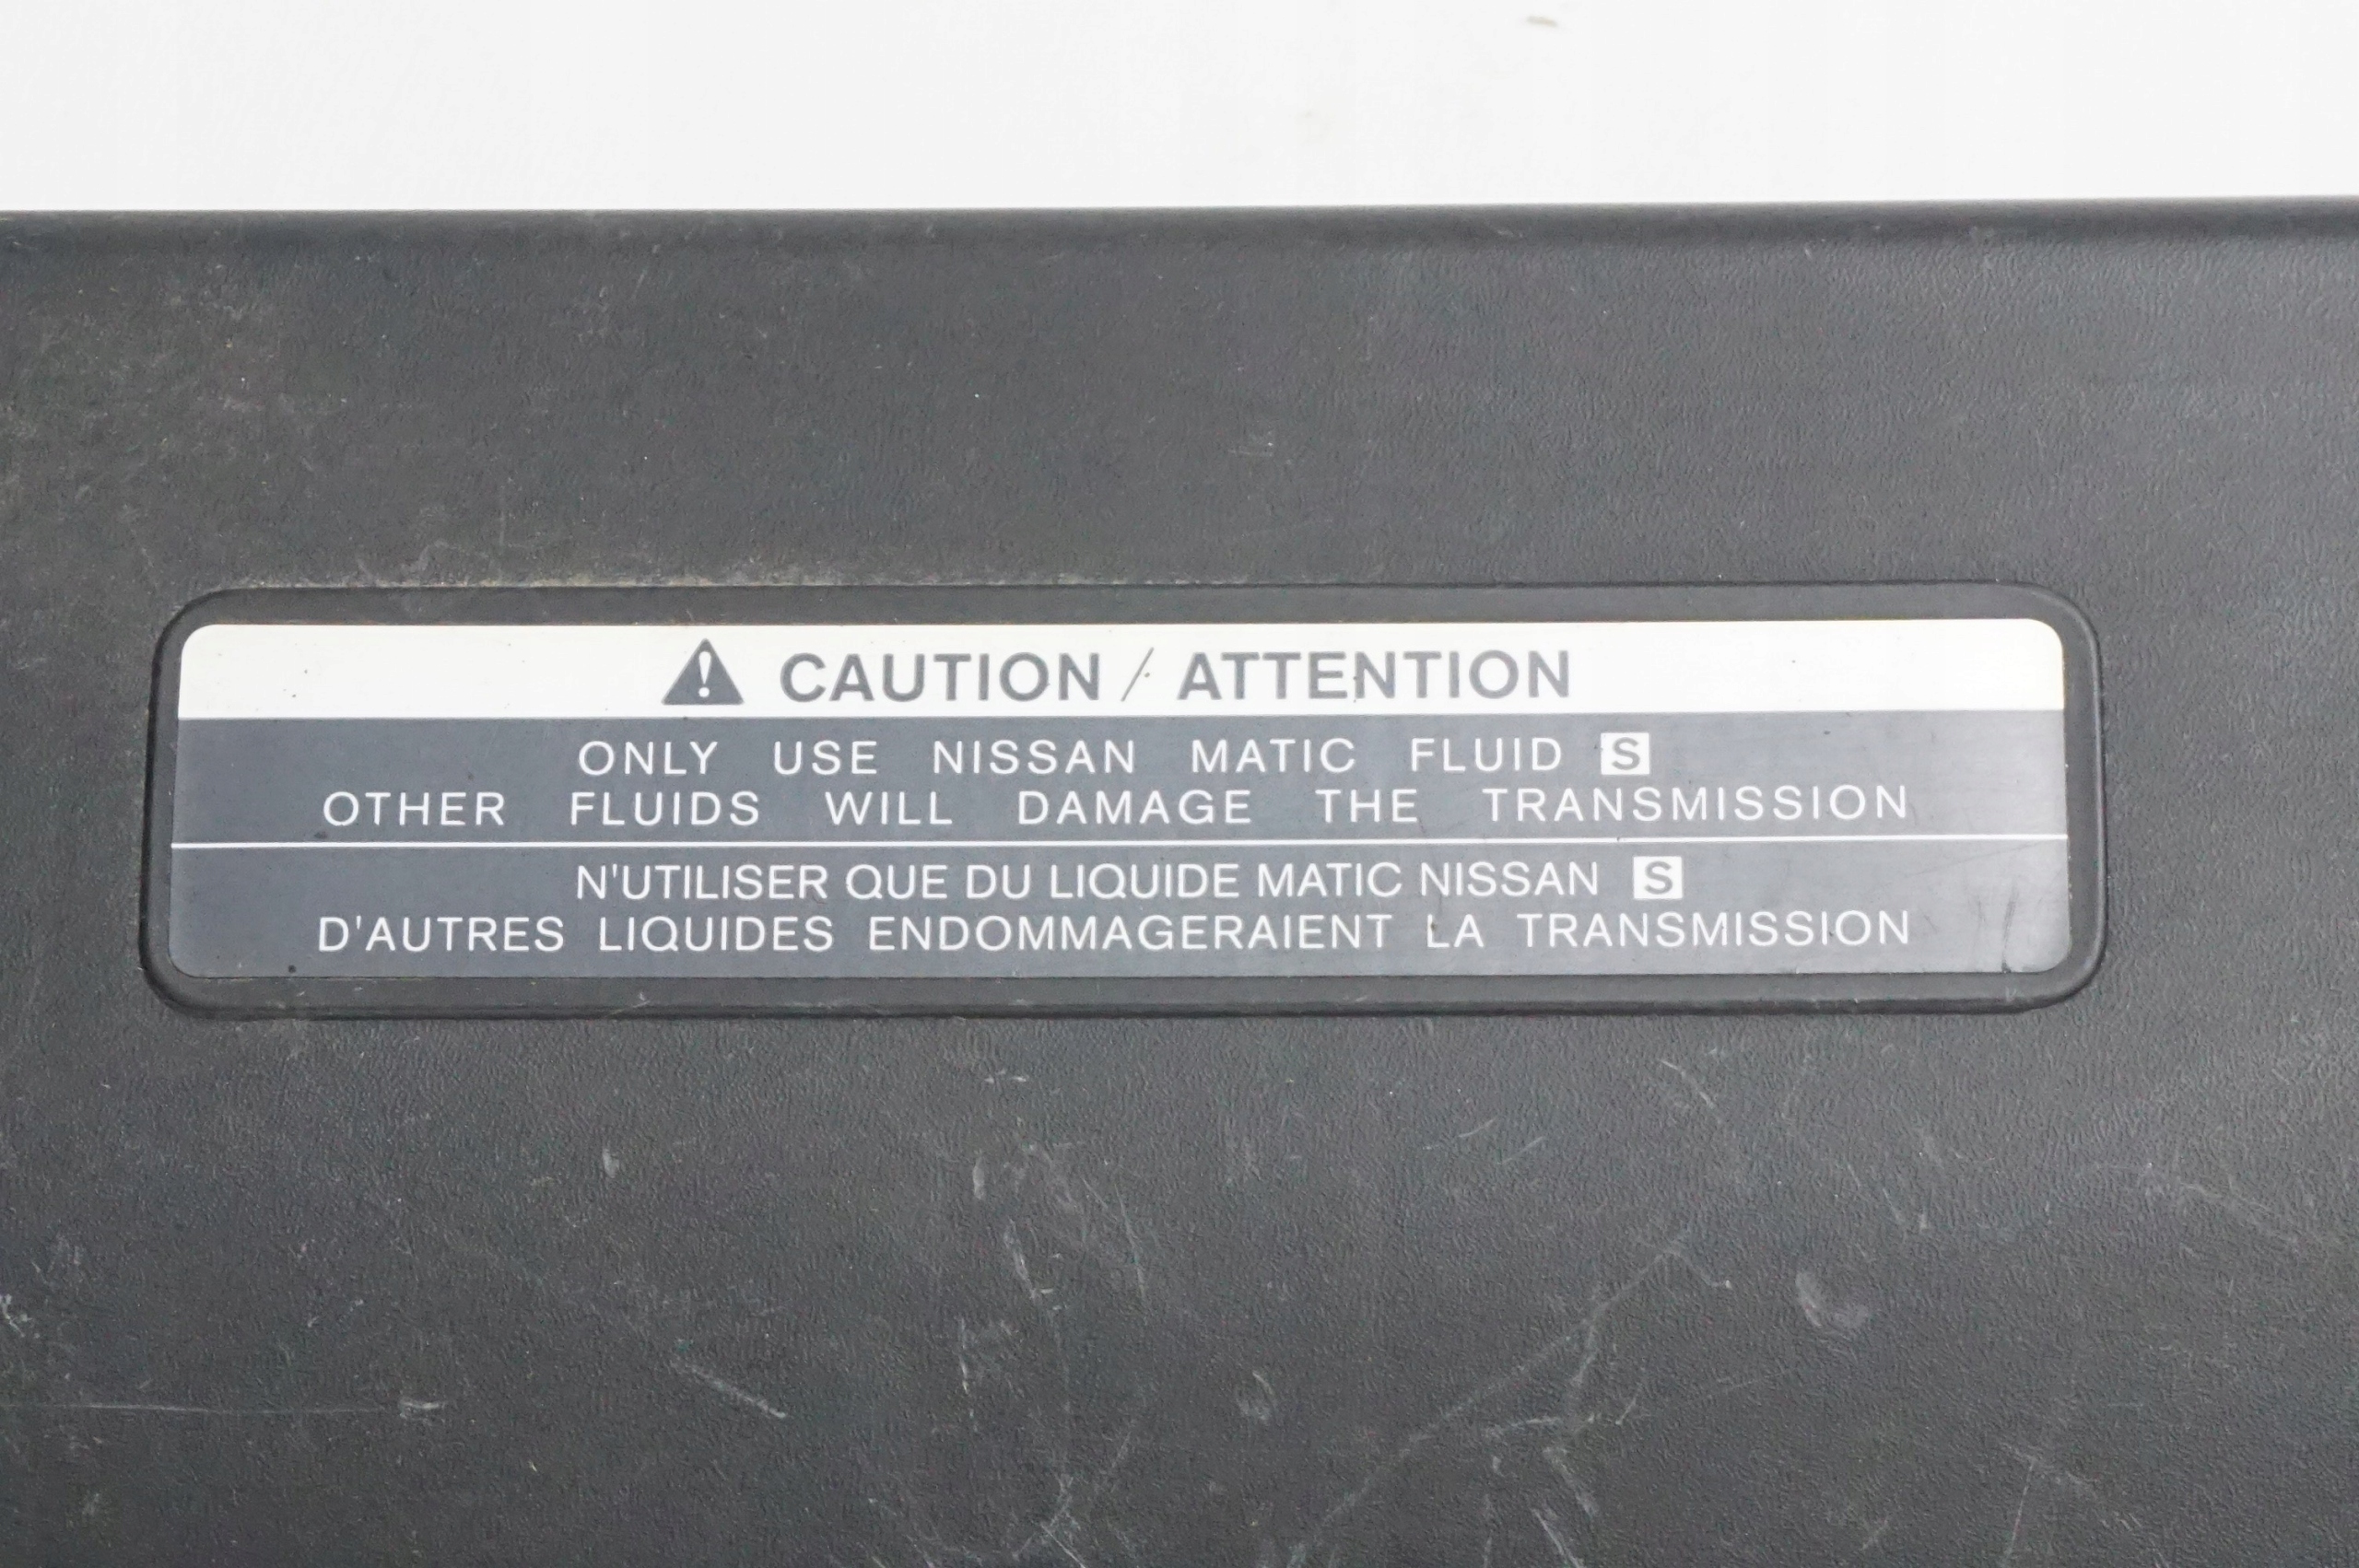 CAUTION / ATTENTION
ONLY USE NISSAN MATIC FLUID S
OTHER FLUIDS WILL DAMAGE THE TRANSMISSION
N'UTILISER QUE DU LIQUIDE MATIC NISSAN S
D'AUTRES LIQUIDES ENDOMMAGERAIENT LA TRANSMISSION